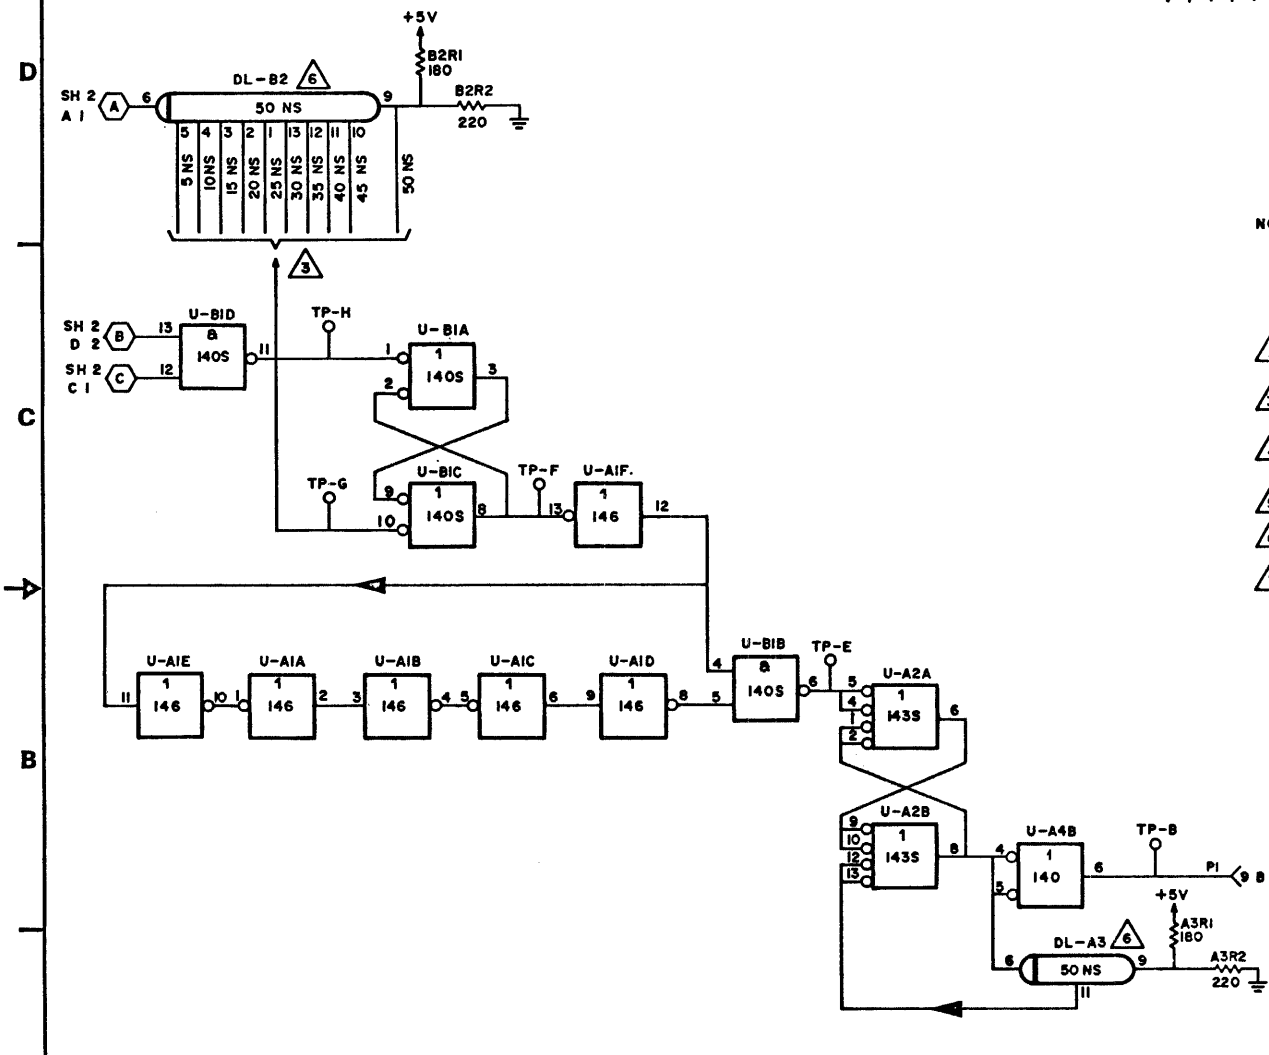 D
+5V
B2R1
180
DL-B2 6
SH 2
A 1
A
6
50 NS
9
B2R2
220
5 4 3 2 1 13 12 11 10
5 NS
10NS
15 NS
20 NS
25 NS
30 NS
35 NS
40 NS
45 NS
50 NS
3
SH 2
D 2
B
13
U-B1D
&
140S
11
SH 2
C 1
C
12
TP-H
1
U-B1A
1
140S
3
2
C
TP-G
9
10
U-B1C
1
140S
8
TP-F
13
U-A1F.
1
146
12
11
U-A1E
1
146
10
1
U-A1A
1
146
2
3
U-A1B
1
146
4
5
U-A1C
1
146
6
9
U-A1D
1
146
8
4
5
U-B1B
&
140S
6
TP-E
5
4
1
2
U-A2A
1
143S
6
B
9
10
12
13
U-A2B
1
143S
8
4
5
U-A4B
1
140
6
TP-B
P1
9 8
+5V
A3R1
180
DL-A3 6
6
50 NS
9
11
A3R2
220